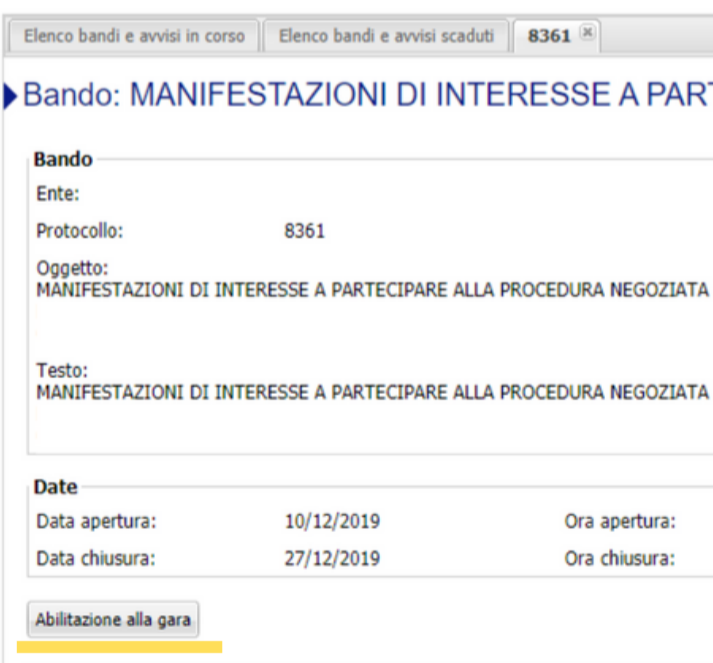 Elenco bandi e avvisi in corso Elenco bandi e avvisi scaduti 8361
Bando: MANIFESTAZIONI DI INTERESSE A PART
Bando
Ente:
Protocollo: 8361
Oggetto:
MANIFESTAZIONI DI INTERESSE A PARTECIPARE ALLA PROCEDURA NEGOZIATA
Testo:
MANIFESTAZIONI DI INTERESSE A PARTECIPARE ALLA PROCEDURA NEGOZIATA
Date
Data apertura: 10/12/2019 Ora apertura:
Data chiusura: 27/12/2019 Ora chiusura:
Abilitazione alla gara